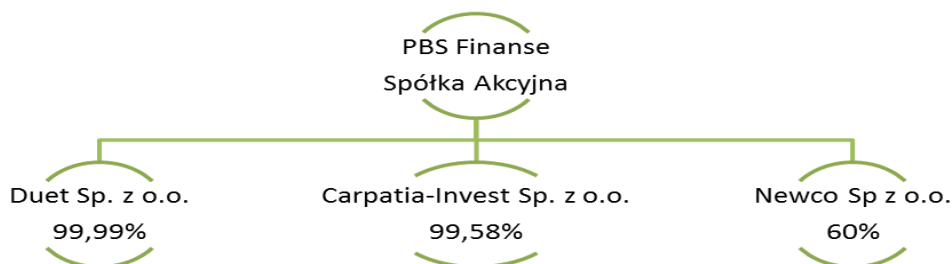 PBS Finanse
Spółka Akcyjna
Duet Sp. z o.o.
99,99%
Carpatia-Invest Sp. z o.o.
99,58%
Newco Sp z o.o.
60%